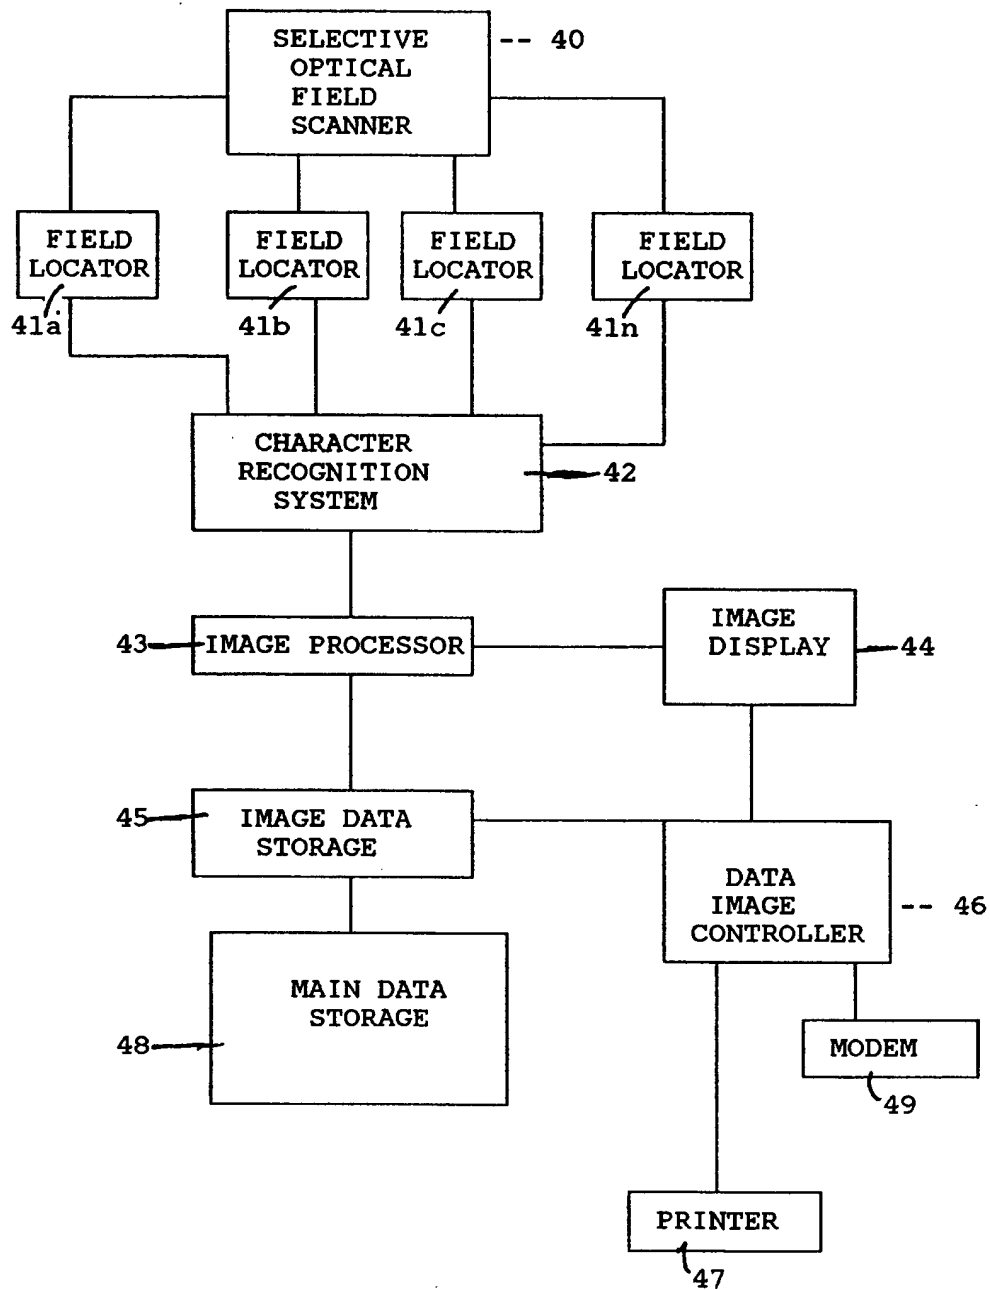 SELECTIVE
OPTICAL
FIELD
SCANNER
-- 40
FIELD
LOCATOR
41a
FIELD
LOCATOR
41b
FIELD
LOCATOR
41c
FIELD
LOCATOR
41n
CHARACTER
RECOGNITION
SYSTEM
42
43
IMAGE PROCESSOR
IMAGE
DISPLAY
44
45
IMAGE DATA
STORAGE
DATA
IMAGE
CONTROLLER
-- 46
MAIN DATA
STORAGE
48
MODEM
49
PRINTER
47